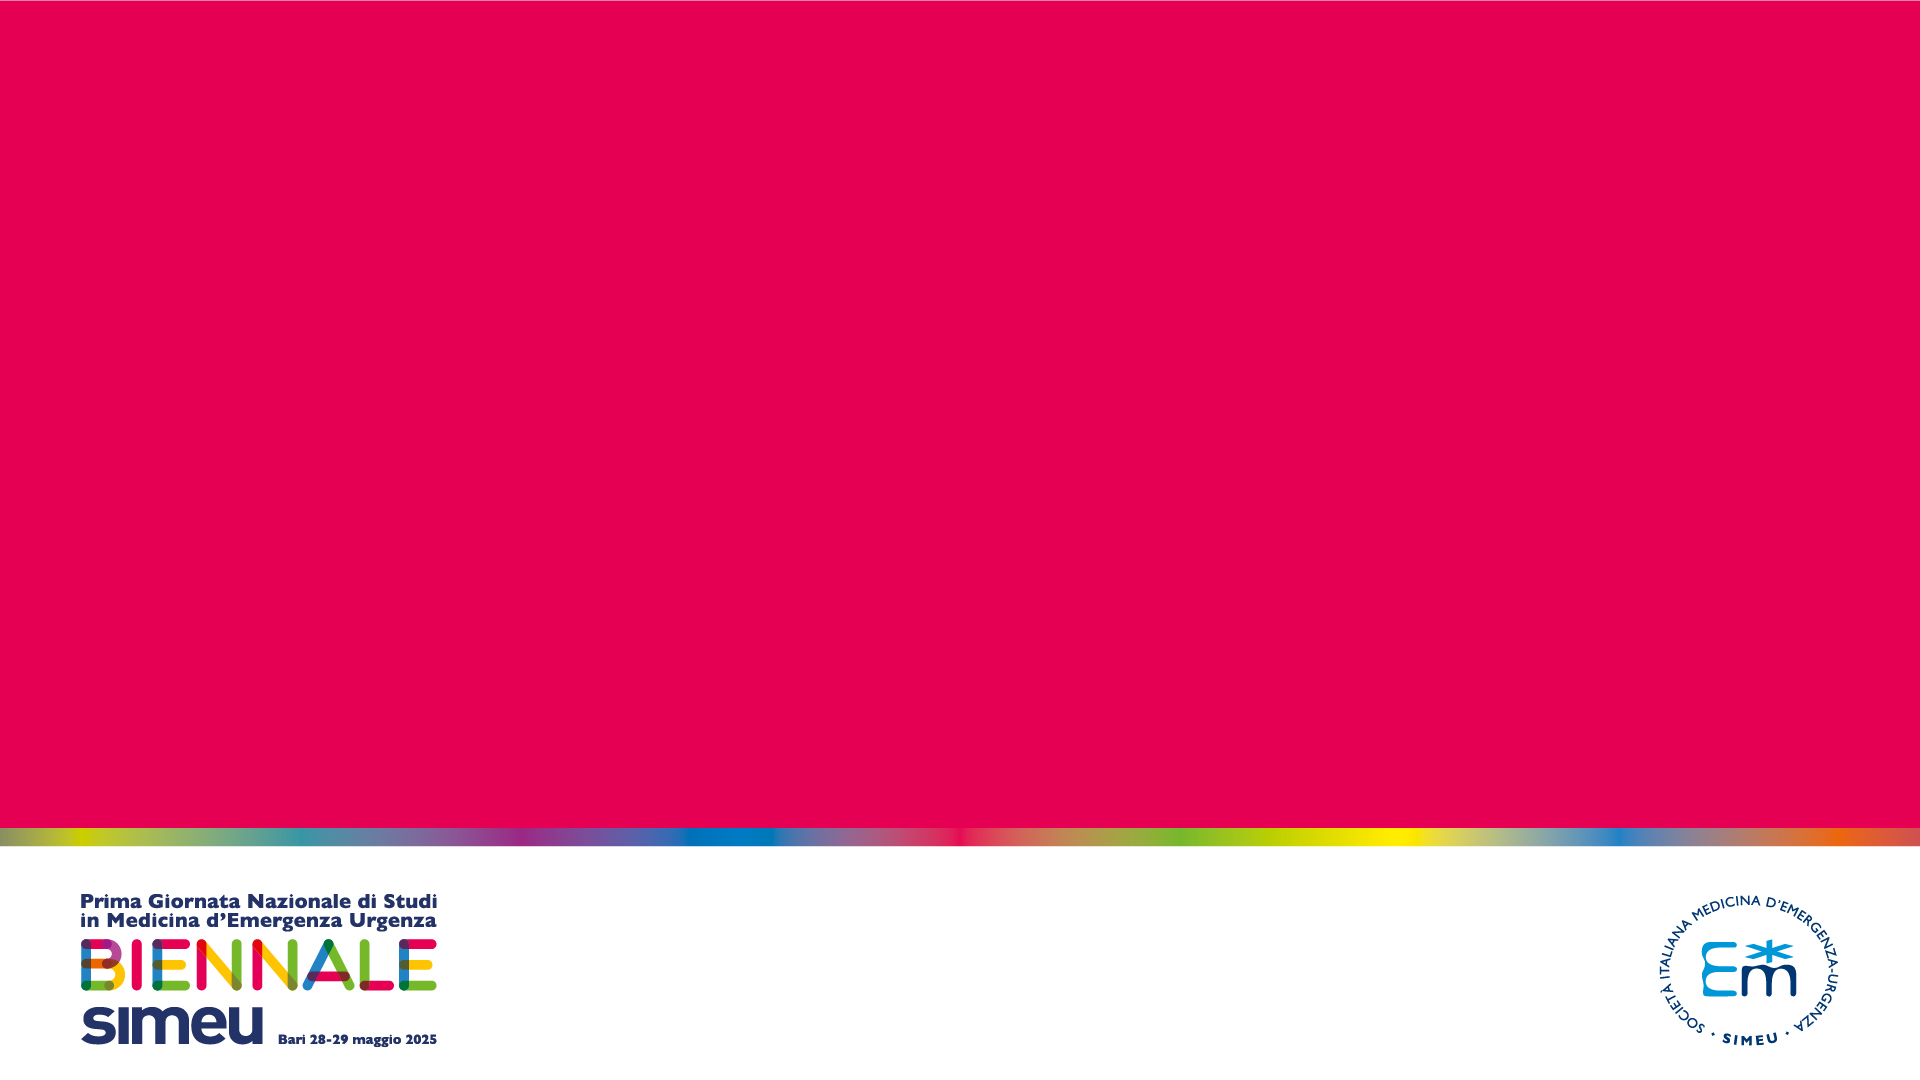 Prima Giornata Nazionale di Studi
in Medicina d’Emergenza Urgenza
BIENNALE
simeu
Bari 28-29 maggio 2025
SOCIETÀ ITALIANA MEDICINA D’EMERGENZA-URGENZA
• SIMEU •
Em